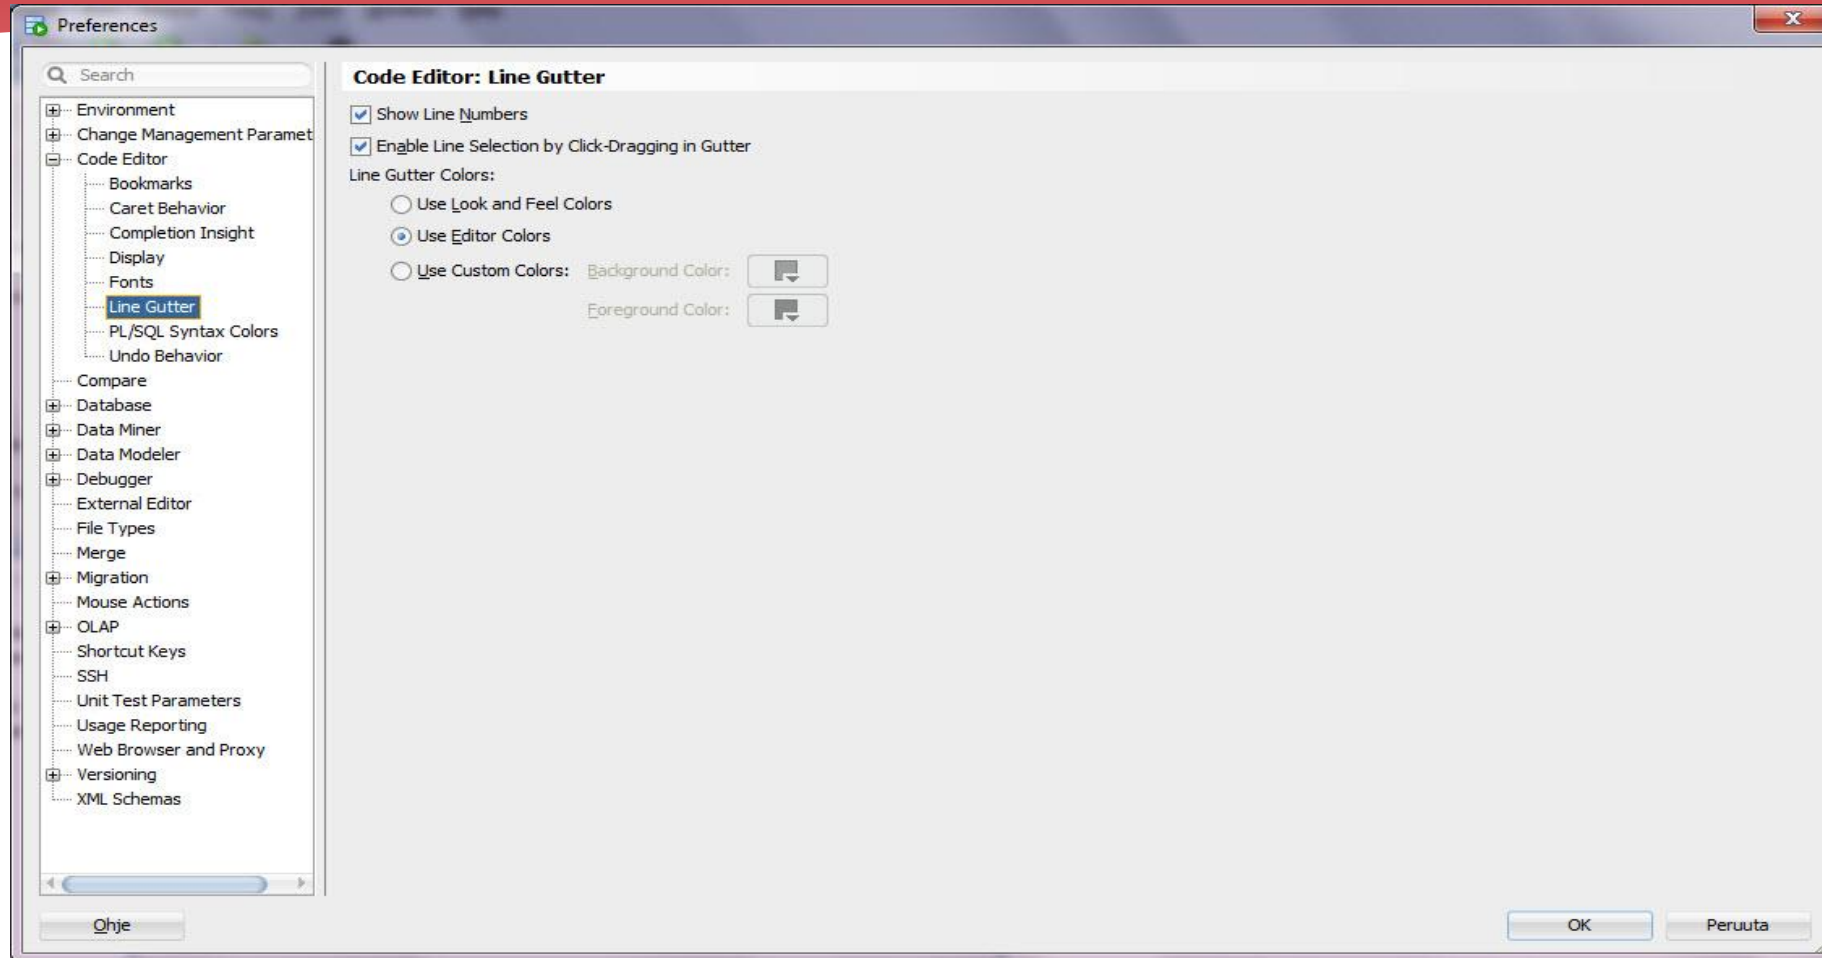 Preferences
Search
Environment
Change Management Paramet
Code Editor
Bookmarks
Caret Behavior
Completion Insight
Display
Fonts
Line Gutter
PL/SQL Syntax Colors
Undo Behavior
Compare
Database
Data Miner
Data Modeler
Debugger
External Editor
File Types
Merge
Migration
Mouse Actions
OLAP
Shortcut Keys
SSH
Unit Test Parameters
Usage Reporting
Web Browser and Proxy
Versioning
XML Schemas
Code Editor: Line Gutter
Show Line Numbers
Enable Line Selection by Click-Dragging in Gutter
Line Gutter Colors:
Use Look and Feel Colors
Use Editor Colors
Use Custom Colors: Background Color:
Foreground Color:
Ohje
OK
Peruuta